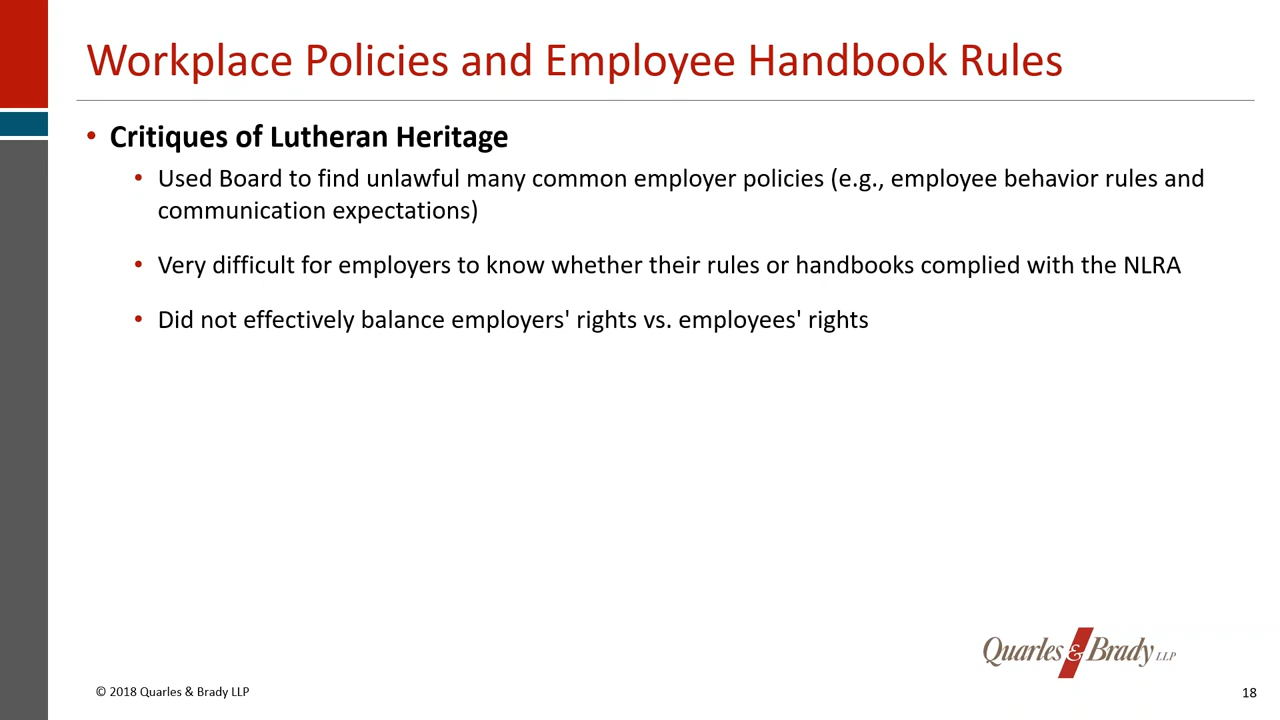 Workplace Policies and Employee Handbook Rules
• Critiques of Lutheran Heritage
• Used Board to find unlawful many common employer policies (e.g., employee behavior rules and
communication expectations)
• Very difficult for employers to know whether their rules or handbooks complied with the NLRA
• Did not effectively balance employers' rights vs. employees' rights
Quarles & Brady LLP
© 2018 Quarles & Brady LLP
18